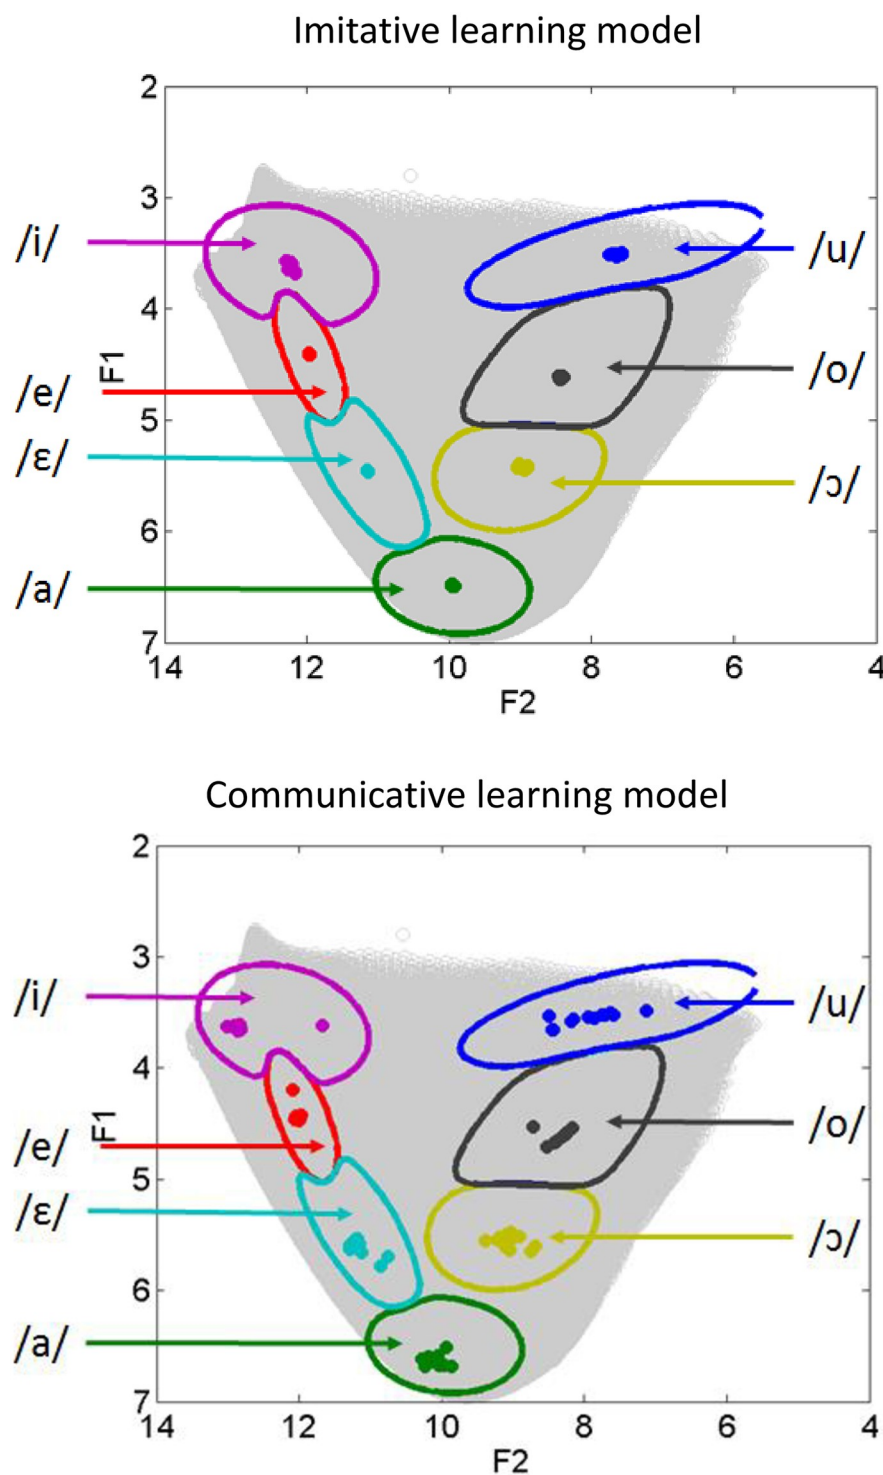 Imitative learning model
2
3
4
5
6
7
F1
14
12
10
8
6
4
F2
/i/
/e/
/ɛ/
/a/
/u/
/o/
/ɔ/
Communicative learning model
2
3
4
5
6
7
F1
14
12
10
8
6
4
F2
/i/
/e/
/ɛ/
/a/
/u/
/o/
/ɔ/